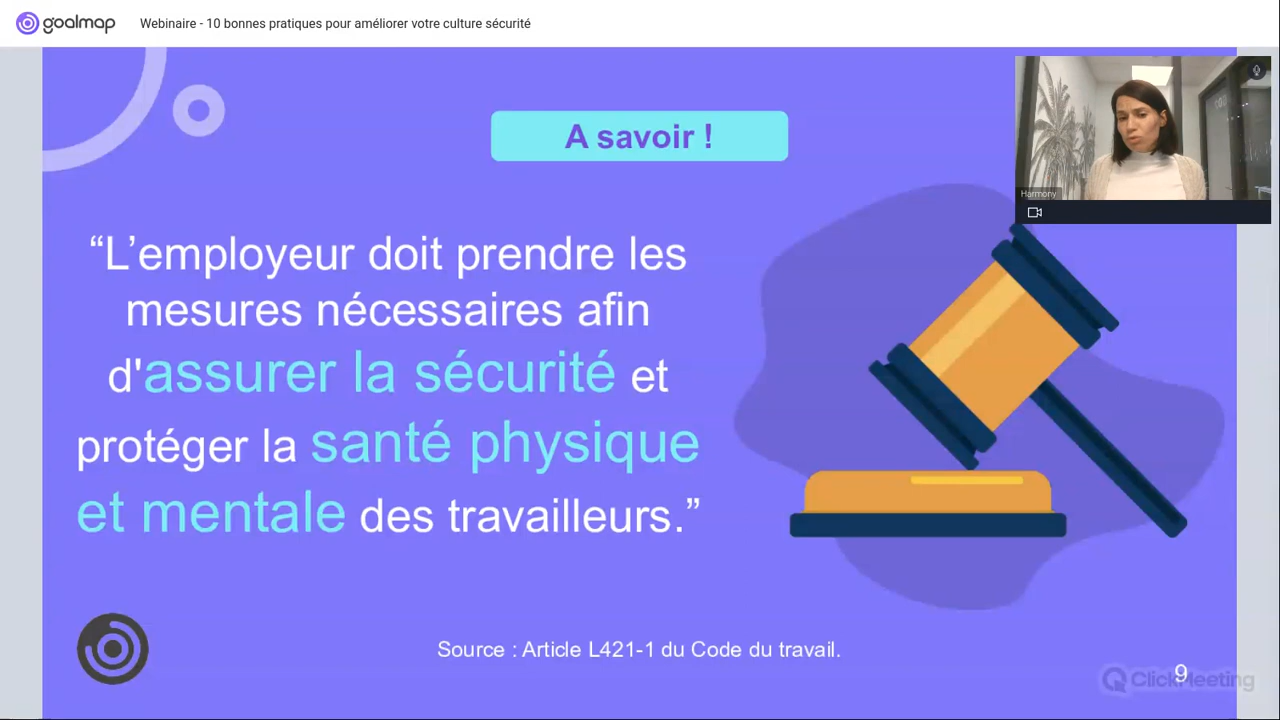 goalmap
Webinaire - 10 bonnes pratiques pour améliorer votre culture sécurité
A savoir !
Harmony
“L’employeur doit prendre les
mesures nécessaires afin
d'assurer la sécurité et
protéger la santé physique
et mentale des travailleurs.”
Source : Article L421-1 du Code du travail.
9
ClickMeeting